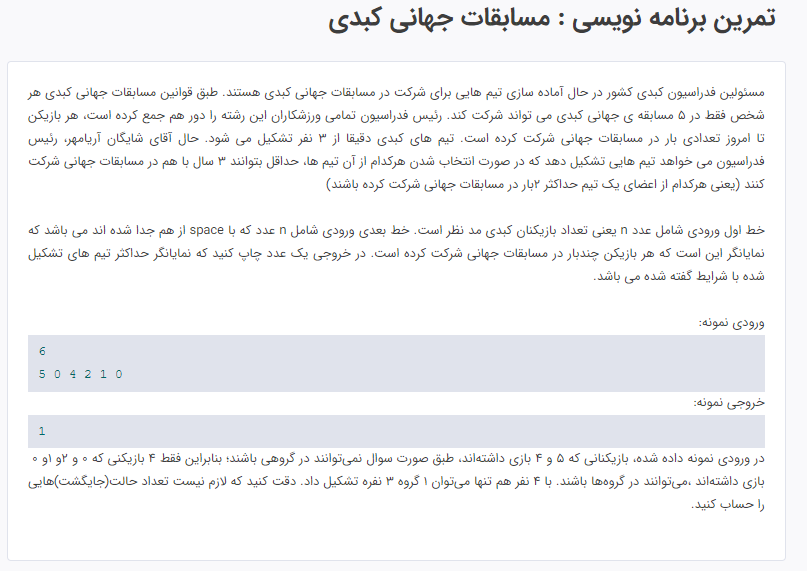 تمرین برنامه نویسی : مسابقات جهانی کبدی
مسئولین فدراسیون کبدی کشور در حال آماده سازی تیم هایی برای شرکت در مسابقات جهانی کبدی هستند. طبق قوانین مسابقات جهانی کبدی هر
شخص فقط در ۵ مسابقه ی جهانی کبدی می تواند شرکت کند. رئیس فدراسیون تمامی ورزشکاران این رشته را دور هم جمع کرده است، هر بازیکن
تا امروز تعدادی بار در مسابقات جهانی شرکت کرده است. تیم های کبدی دقیقا از ۳ نفر تشکیل می شود. حال آقای شایگان آریامهر، رئیس
فدراسیون می خواهد تیم هایی تشکیل دهد که در صورت انتخاب شدن هرکدام از آن تیم ها، حداقل بتوانند ۳ سال با هم در مسابقات جهانی شرکت
کنند (یعنی هرکدام از اعضای یک تیم حداکثر ۲بار در مسابقات جهانی شرکت کرده باشند)
خط اول ورودی شامل عدد n یعنی تعداد بازیکنان کبدی مد نظر است. خط بعدی ورودی شامل n عدد که با space از هم جدا شده اند می باشد که
نمایانگر این است که هر بازیکن چندبار در مسابقات جهانی شرکت کرده است. در خروجی یک عدد چاپ کنید که نمایانگر حداکثر تیم های تشکیل
شده با شرایط گفته شده می باشد.
ورودی نمونه:
6
5 0 4 2 1 0
خروجی نمونه:
1
در ورودی نمونه داده شده، بازیکنانی که ۵ و ۴ بازی داشته‌اند، طبق صورت سوال نمی‌توانند در گروهی باشند؛ بنابراین فقط ۴ بازیکنی که ۰ و ۲و ۱و ۰
بازی داشته‌اند ،می‌توانند در گروه‌ها باشند. با ۴ نفر هم تنها می‌توان ۱ گروه ۳ نفره تشکیل داد. دقت کنید که لازم نیست تعداد حالت(جایگشت)هایی
را حساب کنید.